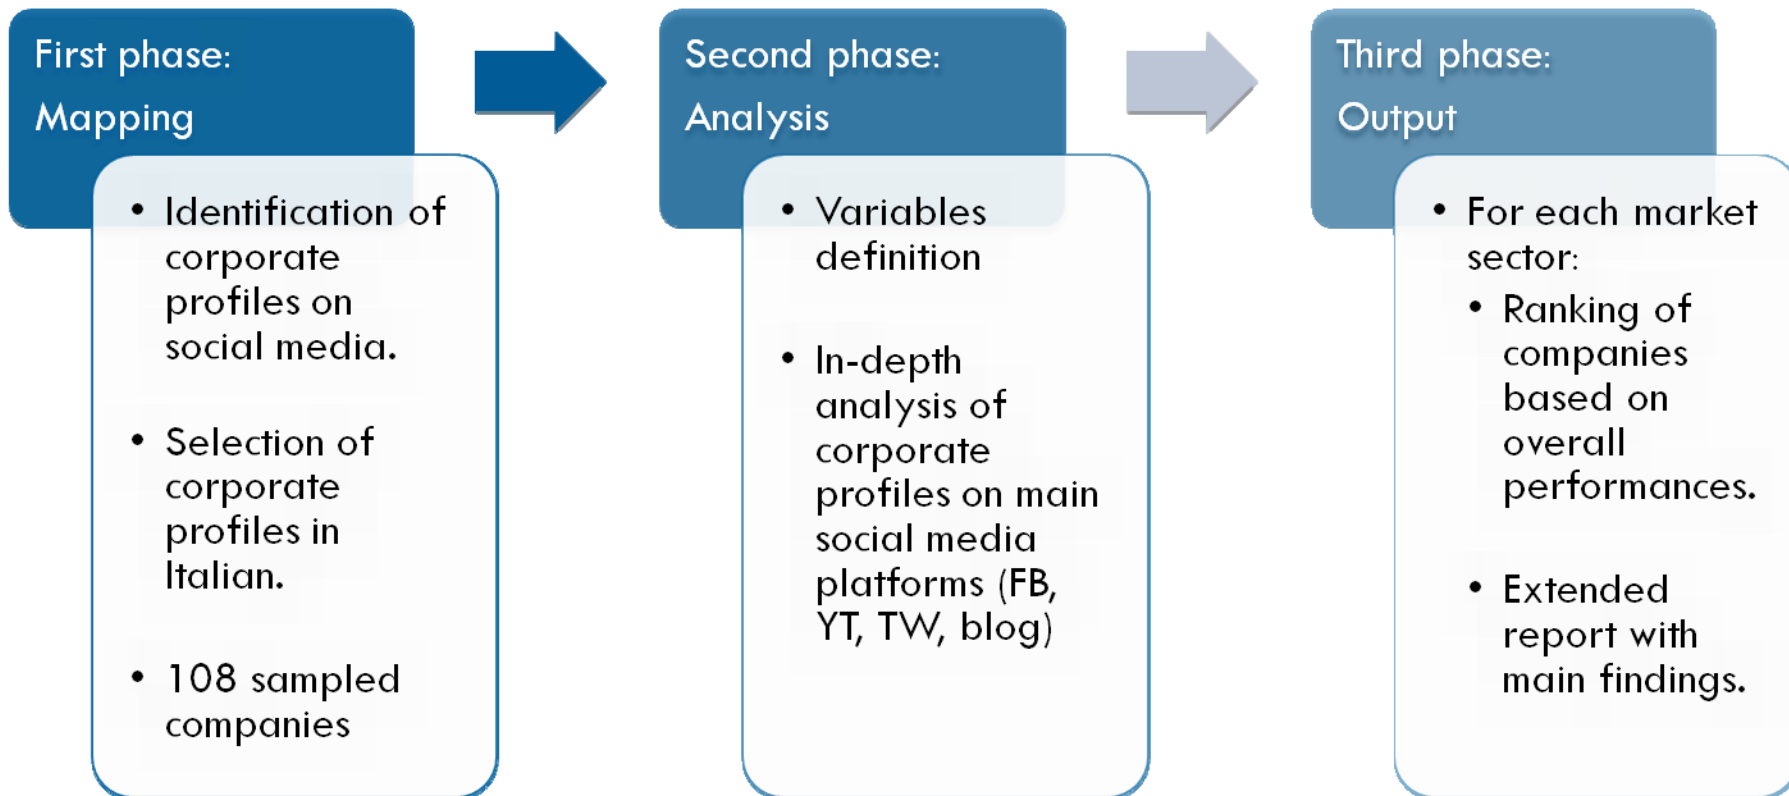 First phase:
Mapping
• Identification of
corporate
profiles on
social media.
• Selection of
corporate
profiles in
Italian.
• 108 sampled
companies
Second phase:
Analysis
• Variables
definition
• In-depth
analysis of
corporate
profiles on main
social media
platforms (FB,
YT, TW, blog)
Third phase:
Output
• For each market
sector:
• Ranking of
companies
based on
overall
performances.
• Extended
report with
main findings.